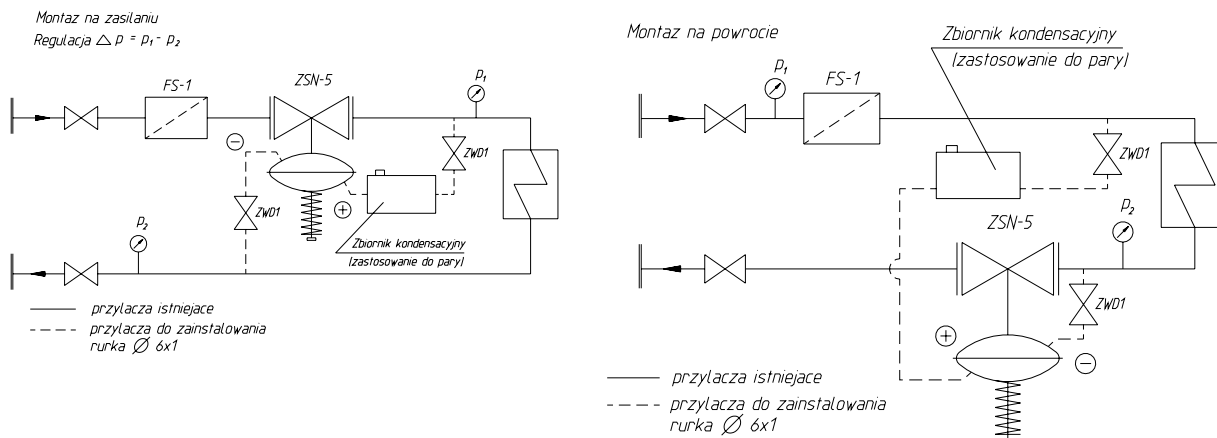 Montaz na zasilaniu
Regulacja △ p = p₁ - p₂
FS-1
ZSN-5
p₁
ZWD1
⊖
⊕
ZWD1
p₂
Zbiornik kondensacyjny
(zastosowanie do pary)
przylacza istniejace
przylacza do zainstalowania
rurka Ø 6x1
Montaz na powrocie
Zbiornik kondensacyjny
(zastosowanie do pary)
p₁
FS-1
ZWD1
ZSN-5
p₂
ZWD1
⊕
⊖
przylacza istniejace
przylacza do zainstalowania
rurka Ø 6x1